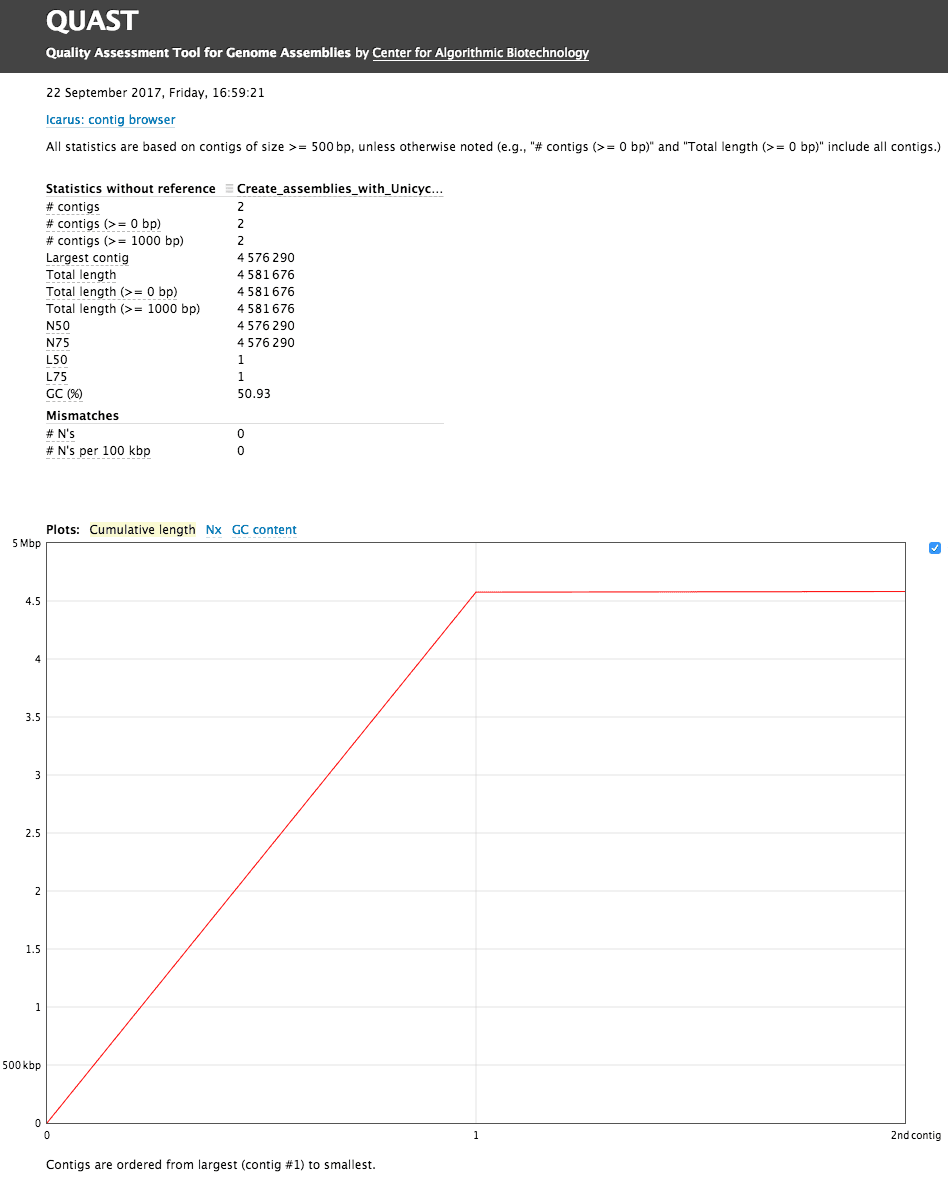 QUAST
Quality Assessment Tool for Genome Assemblies by Center for Algorithmic Biotechnology
22 September 2017, Friday, 16:59:21
Icarus: contig browser
All statistics are based on contigs of size >= 500 bp, unless otherwise noted (e.g., "# contigs (>= 0 bp)" and "Total length (>= 0 bp)" include all contigs.)
Statistics without reference Create_assemblies_with_Unicyc...
# contigs 2
# contigs (>= 0 bp) 2
# contigs (>= 1000 bp) 2
Largest contig 4 576 290
Total length 4 581 676
Total length (>= 0 bp) 4 581 676
Total length (>= 1000 bp) 4 581 676
N50 4 576 290
N75 4 576 290
L50 1
L75 1
GC (%) 50.93
Mismatches
# N's 0
# N's per 100 kbp 0
Plots: Cumulative length Nx GC content
5 Mbp
4.5
4
3.5
3
2.5
2
1.5
1
500 kbp
0
0 1 2nd contig
Contigs are ordered from largest (contig #1) to smallest.